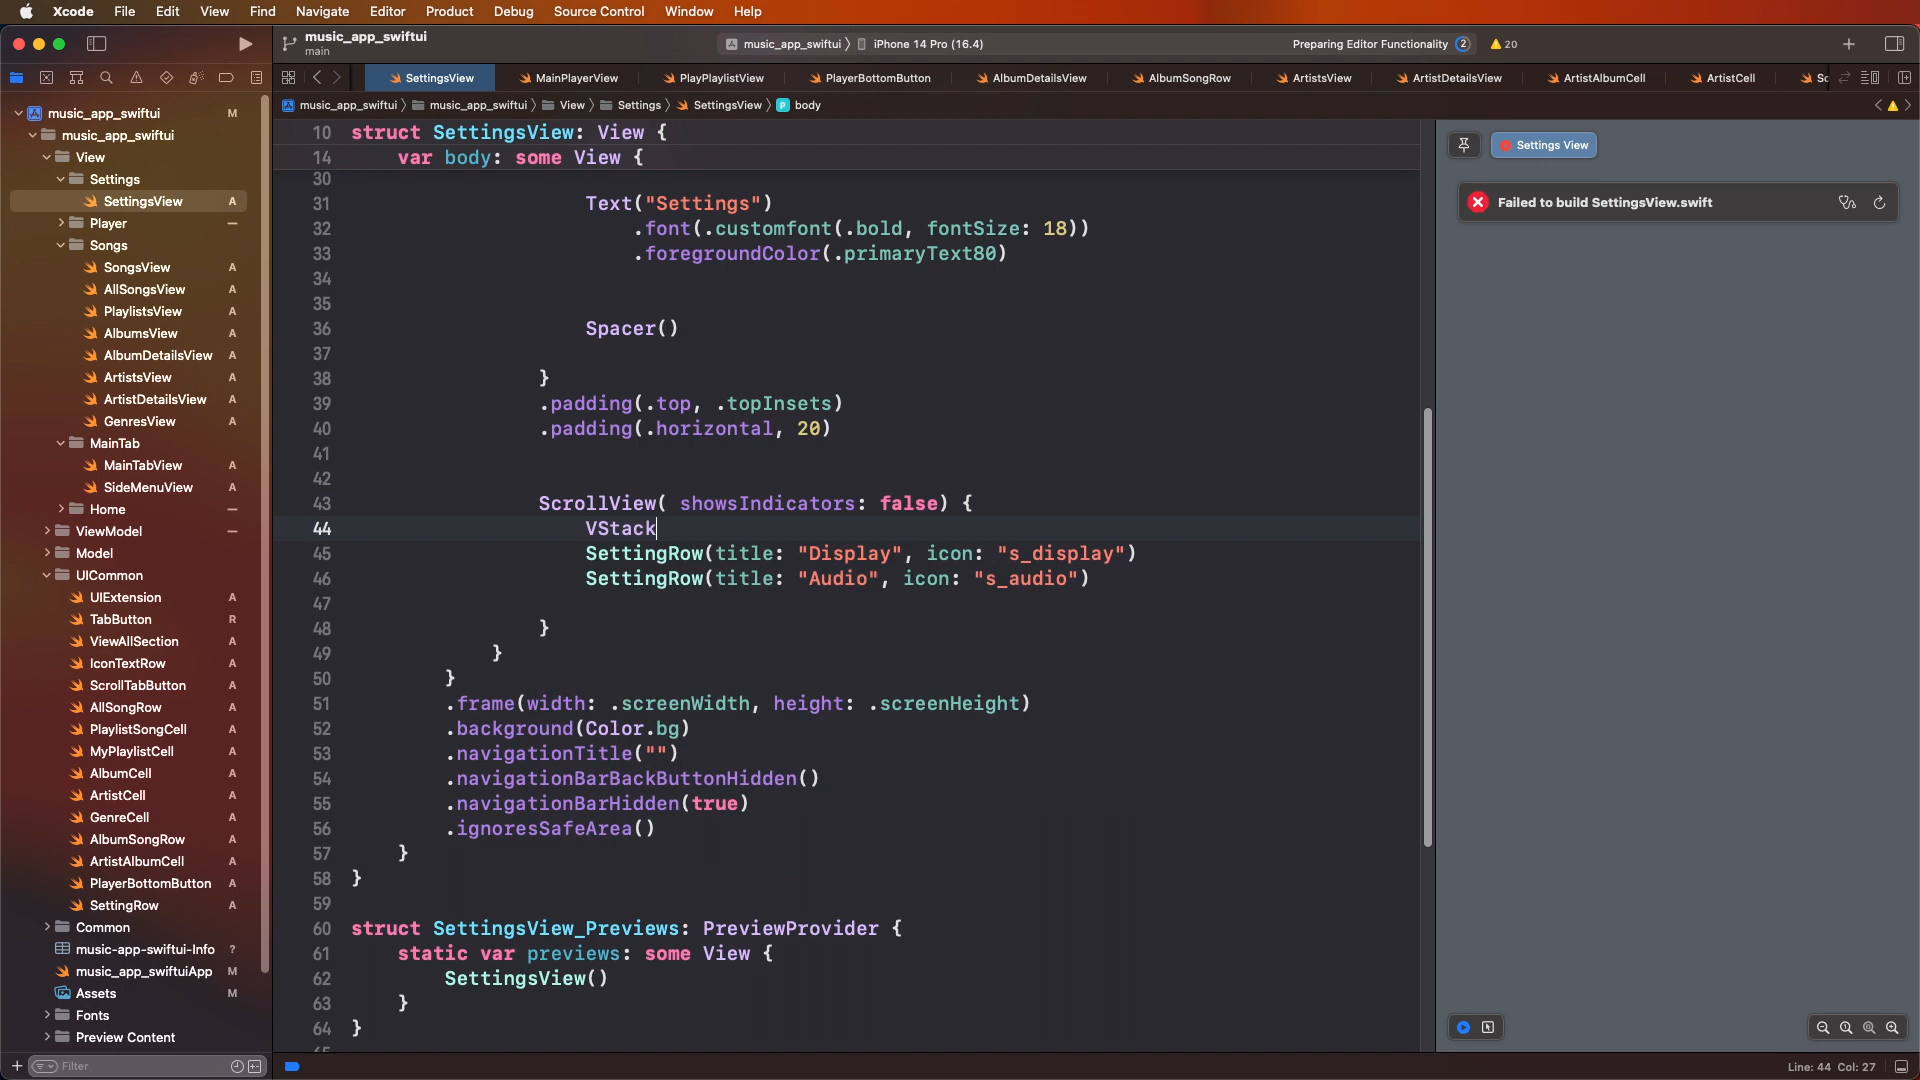 Xcode File Edit View Find Navigate Editor Product Debug Source Control Window Help
music_app_swiftui
main
music_app_swiftui 〉 iPhone 14 Pro (16.4)
Preparing Editor Functionality 2
20
SettingsView MainPlayerView PlayPlaylistView PlayerBottomButton AlbumDetailsView AlbumSongRow ArtistsView ArtistDetailsView ArtistAlbumCell ArtistCell
music_app_swiftui 〉 music_app_swiftui 〉 View 〉 Settings 〉 SettingsView 〉 P body
music_app_swiftui M
music_app_swiftui
View
Settings
SettingsView A
Player
Songs
SongsView A
AllSongsView A
PlaylistsView A
AlbumsView A
AlbumDetailsView A
ArtistsView A
ArtistDetailsView A
GenresView A
MainTab
MainTabView A
SideMenuView A
Home
ViewModel
Model
UICommon
UIExtension A
TabButton R
ViewAllSection A
IconTextRow A
ScrollTabButton A
AllSongRow A
PlaylistSongCell A
MyPlaylistCell A
AlbumCell A
ArtistCell A
GenreCell A
AlbumSongRow A
ArtistAlbumCell A
PlayerBottomButton A
SettingRow A
Common
music-app-swiftui-Info ?
music_app_swiftuiApp M
Assets M
Fonts
Preview Content
Filter
10 struct SettingsView: View {
14 var body: some View {
30
31 Text("Settings")
32 .font(.customfont(.bold, fontSize: 18))
33 .foregroundColor(.primaryText80)
34
35
36 Spacer()
37
38 }
39 .padding(.top, .topInsets)
40 .padding(.horizontal, 20)
41
42
43 ScrollView( showsIndicators: false) {
44 VStack
45 SettingRow(title: "Display", icon: "s_display")
46 SettingRow(title: "Audio", icon: "s_audio")
47
48 }
49 }
50 }
51 .frame(width: .screenWidth, height: .screenHeight)
52 .background(Color.bg)
53 .navigationTitle("")
54 .navigationBarBackButtonHidden()
55 .navigationBarHidden(true)
56 .ignoresSafeArea()
57 }
58 }
59
60 struct SettingsView_Previews: PreviewProvider {
61 static var previews: some View {
62 SettingsView()
63 }
64 }
Settings View
Failed to build SettingsView.swift
Line: 44 Col: 27